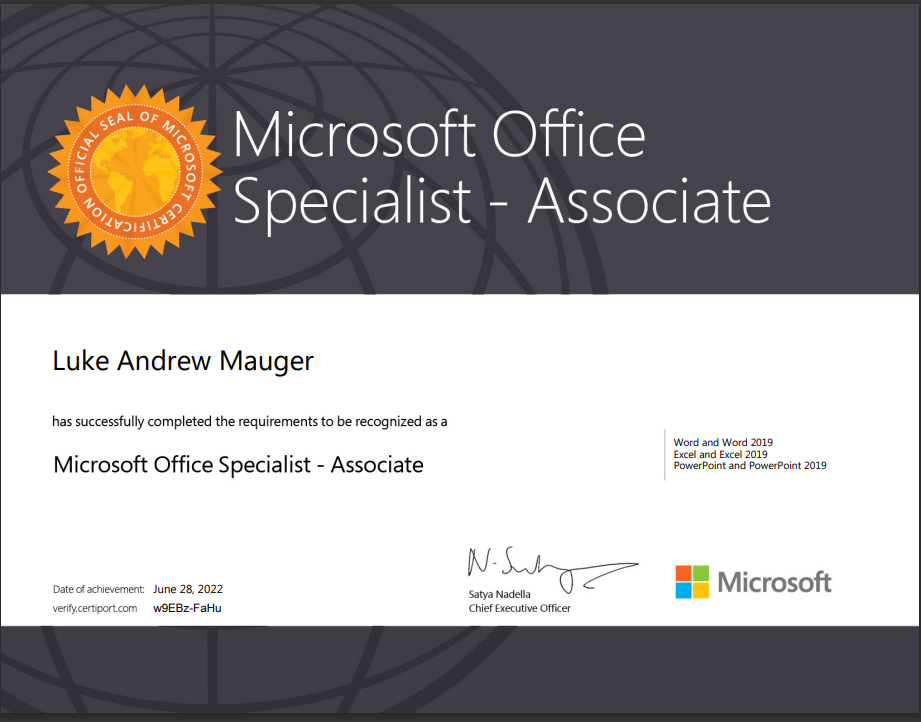 OFFICIAL SEAL OF MICROSOFT CERTIFICATION
Microsoft Office
Specialist - Associate
Luke Andrew Mauger
has successfully completed the requirements to be recognized as a
Microsoft Office Specialist - Associate
Word and Word 2019
Excel and Excel 2019
PowerPoint and PowerPoint 2019
Date of achievement: June 28, 2022
verify.certiport.com w9EBz-FaHu
Satya Nadella
Chief Executive Officer
Microsoft